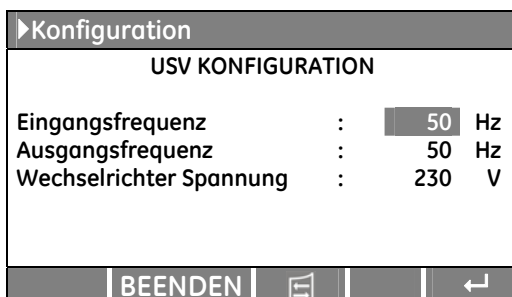 Konfiguration
USV KONFIGURATION
Eingangsfrequenz : 50 Hz
Ausgangsfrequenz : 50 Hz
Wechselrichter Spannung : 230 V
BEENDEN